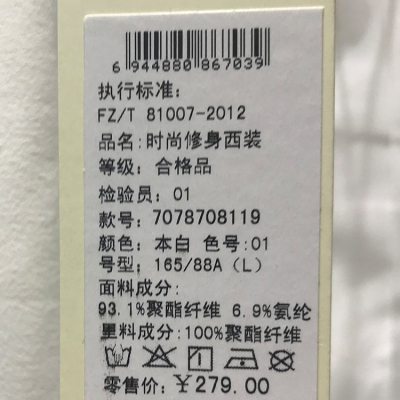 6 944880 867039
执行标准:
FZ/T 81007-2012
品名:时尚修身西装
等级:合格品
检验员:01
款号:7078708119
颜色:本白 色号:01
号型:165/88A(L)
面料成分:
93.1%聚酯纤维 6.9%氨纶
里料成分:100%聚酯纤维
零售价:¥279.00